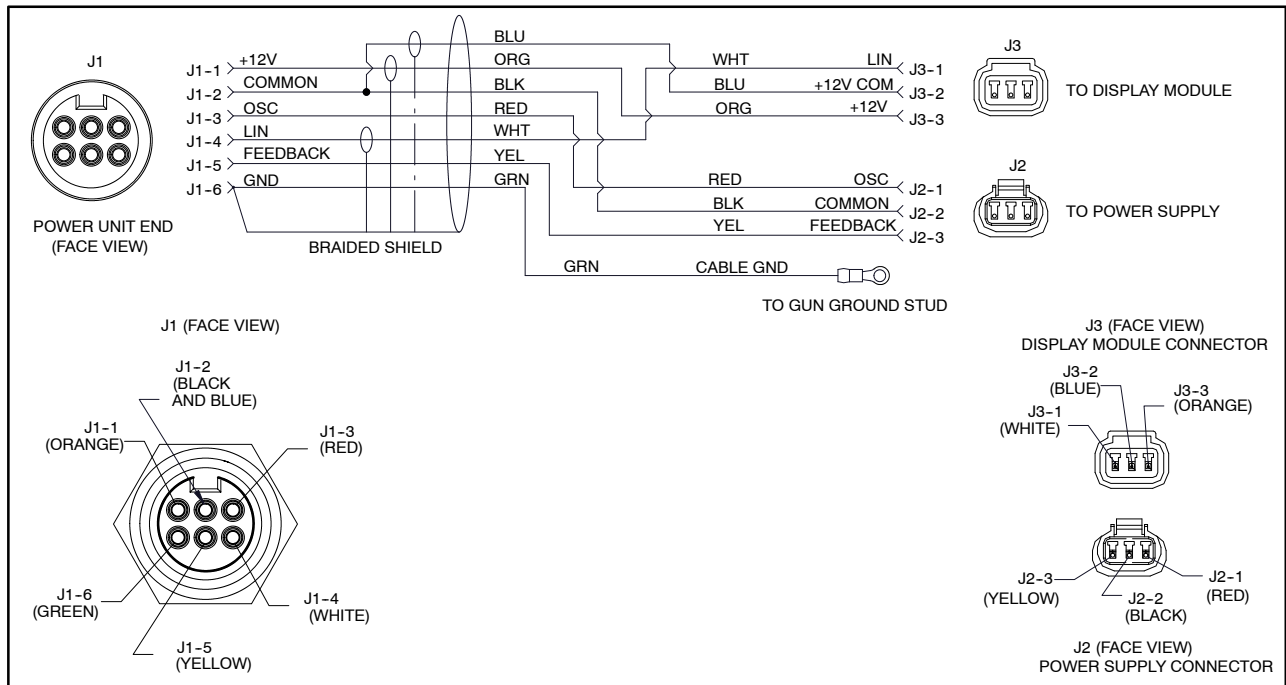 J1
POWER UNIT END
(FACE VIEW)
J1-1 +12V
J1-2 COMMON
J1-3 OSC
J1-4 LIN
J1-5 FEEDBACK
J1-6 GND
BRAIDED SHIELD
BLU
ORG
BLK
RED
WHT
YEL
GRN
WHT LIN J3-1
BLU +12V COM J3-2
ORG +12V J3-3
J3
TO DISPLAY MODULE
RED OSC J2-1
BLK COMMON J2-2
YEL FEEDBACK J2-3
J2
TO POWER SUPPLY
GRN CABLE GND
TO GUN GROUND STUD
J1 (FACE VIEW)
J1-2
(BLACK
AND BLUE)
J1-1
(ORANGE)
J1-3
(RED)
J1-6
(GREEN)
J1-4
(WHITE)
J1-5
(YELLOW)
J3 (FACE VIEW)
DISPLAY MODULE CONNECTOR
J3-2
(BLUE)
J3-3
(ORANGE)
J3-1
(WHITE)
J2-3
(YELLOW)
J2-1
(RED)
J2-2
(BLACK)
J2 (FACE VIEW)
POWER SUPPLY CONNECTOR